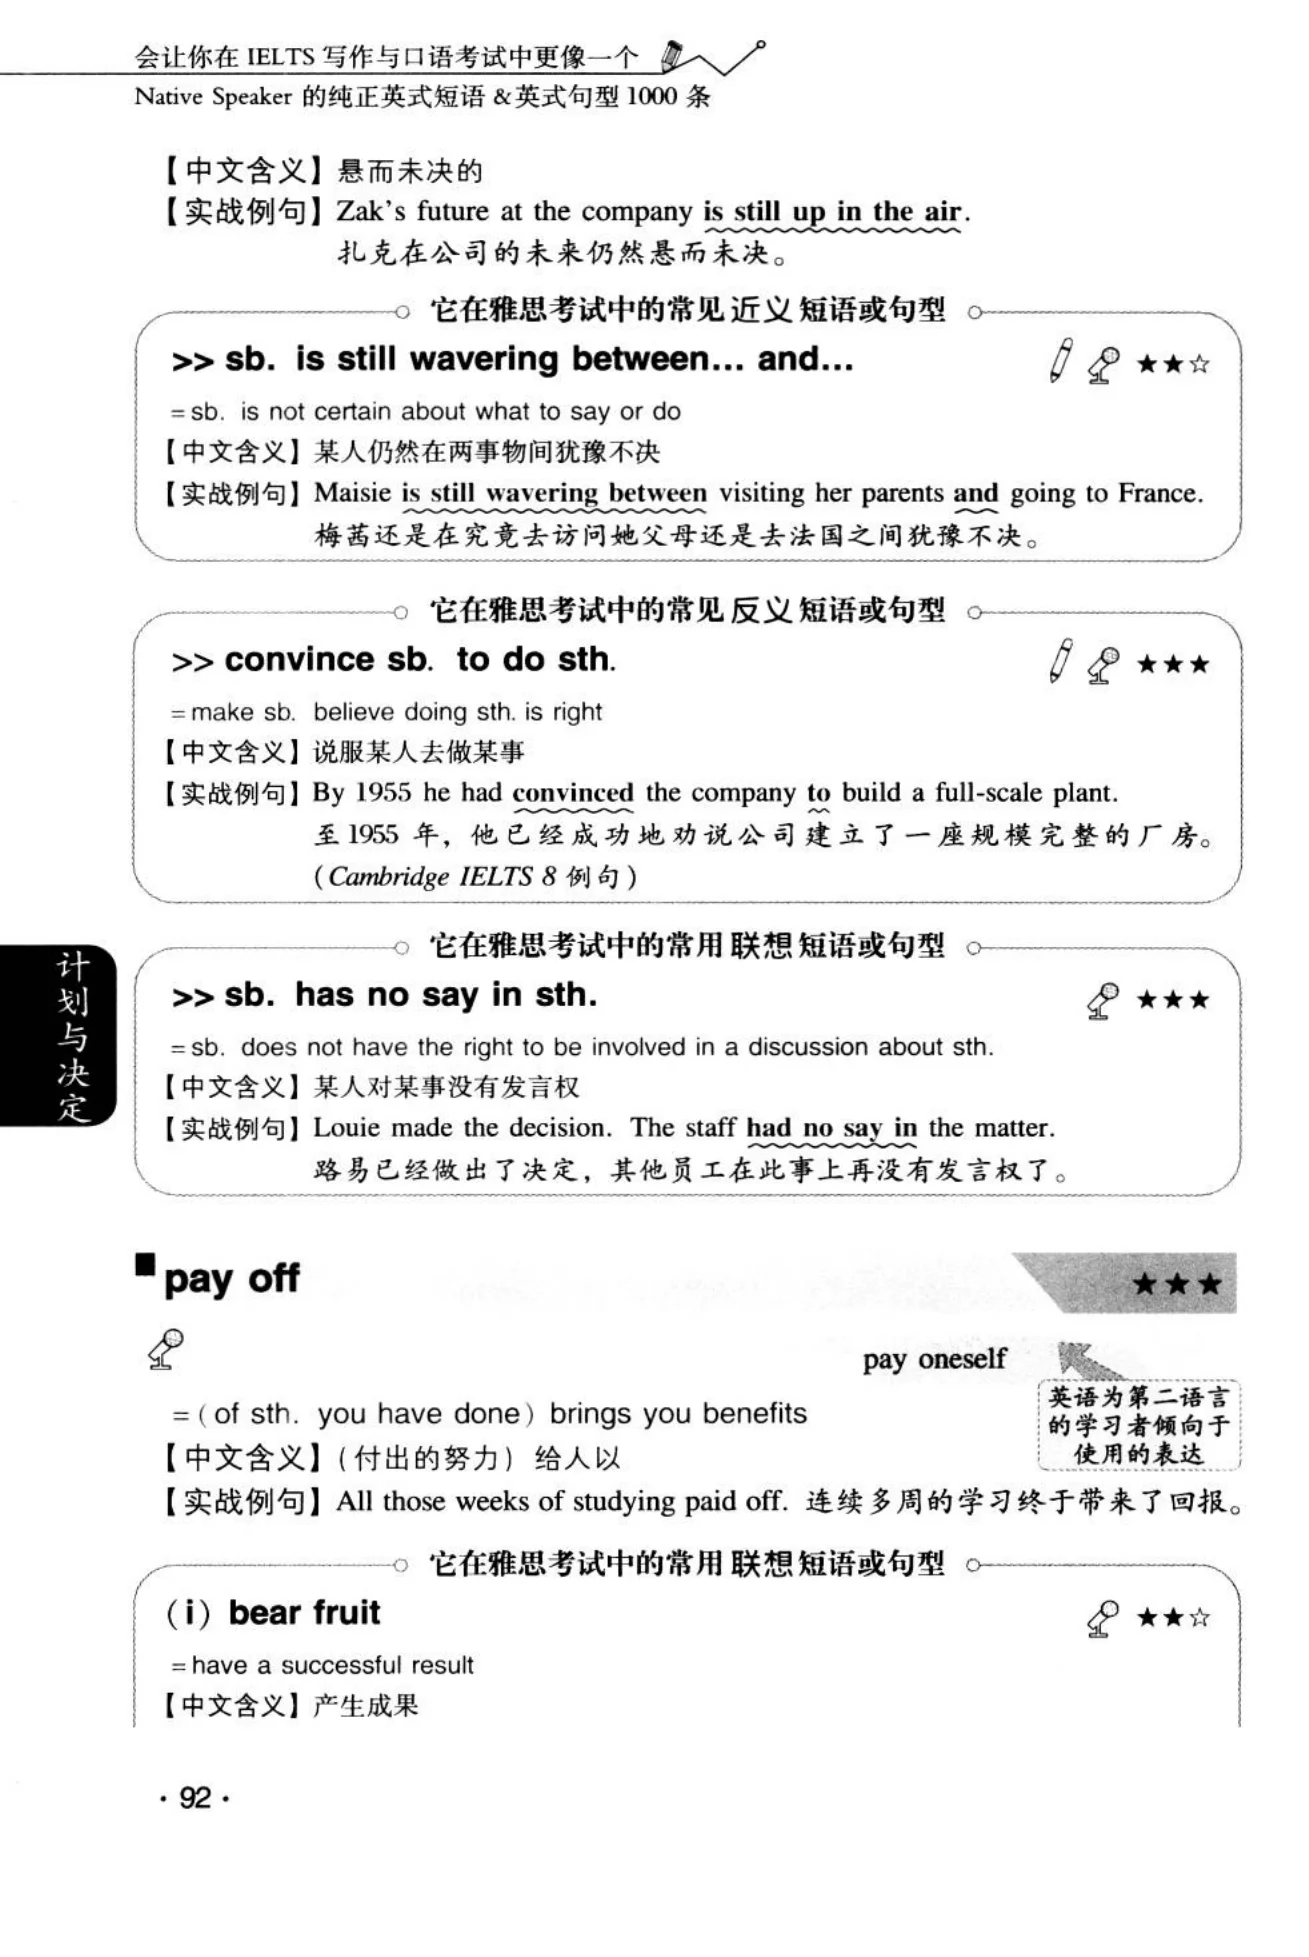 会让你在 IELTS 写作与口语考试中更像一个
Native Speaker 的纯正英式短语 &英式句型 1000 条
【中文含义】悬而未决的
【实战例句】Zak's future at the company is still up in the air.
扎克在公司的未来仍然悬而未决。
它在雅思考试中的常见近义短语或句型
>> sb. is still wavering between... and... ★★☆
=sb. is not certain about what to say or do
【中文含义】某人仍然在两事物间犹豫不决
【实战例句】Maisie is still wavering between visiting her parents and going to France.
梅茜还是在究竟去访问她父母还是去法国之间犹豫不决。
它在雅思考试中的常见反义短语或句型
>> convince sb. to do sth. ★★★
=make sb. believe doing sth. is right
【中文含义】说服某人去做某事
【实战例句】By 1955 he had convinced the company to build a full-scale plant.
至 1955 年，他已经成功地劝说公司建立了一座规模完整的厂房。
(Cambridge IELTS 8 例句)
计划与决定
它在雅思考试中的常用联想短语或句型
>> sb. has no say in sth. ★★★
=sb. does not have the right to be involved in a discussion about sth.
【中文含义】某人对某事没有发言权
【实战例句】Louie made the decision. The staff had no say in the matter.
路易已经做出了决定，其他员工在此事上再没有发言权了。
■pay off ★★★
pay oneself
英语为第二语言
的学习者倾向于
使用的表达
=(of sth. you have done) brings you benefits
【中文含义】(付出的努力) 给人以
【实战例句】All those weeks of studying paid off. 连续多周的学习终于带来了回报。
它在雅思考试中的常用联想短语或句型
(i) bear fruit ★★☆
=have a successful result
【中文含义】产生成果
· 92 ·